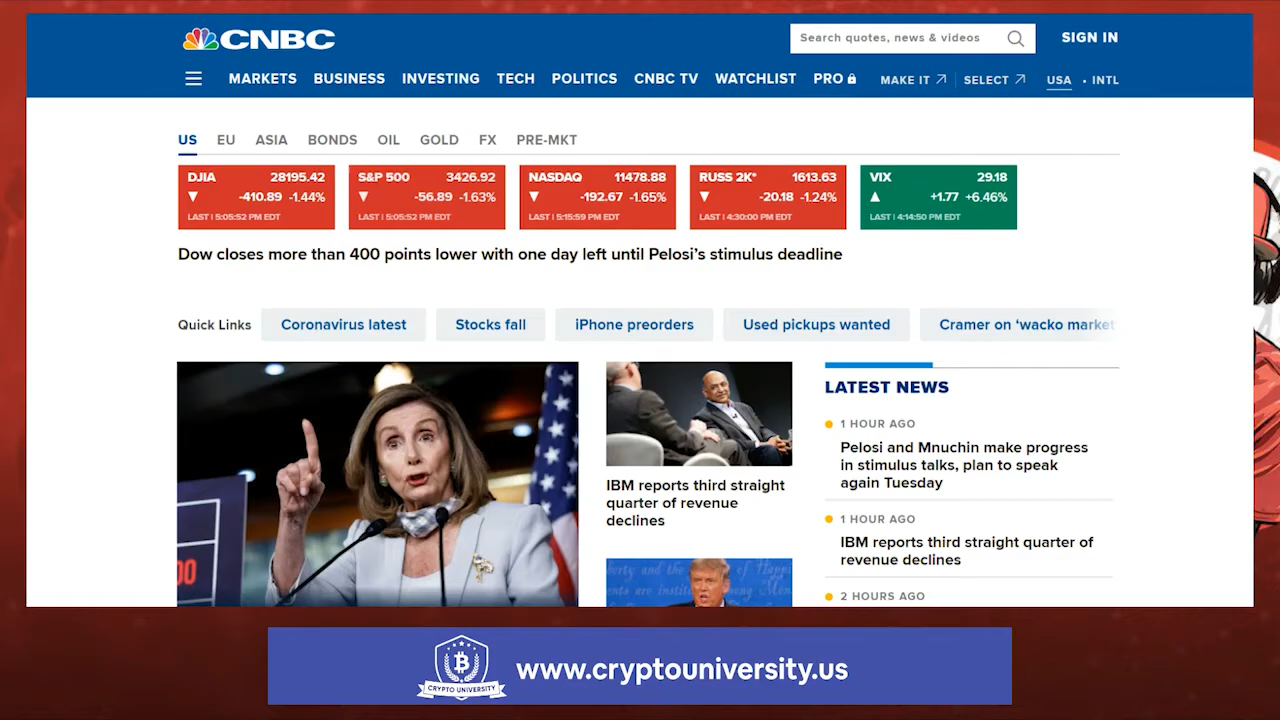 CNBC
Search quotes, news & videos
SIGN IN
MARKETS BUSINESS INVESTING TECH POLITICS CNBC TV WATCHLIST PRO MAKE IT SELECT USA • INTL
US EU ASIA BONDS OIL GOLD FX PRE-MKT
DJIA 28195.42
-410.89 -1.44%
LAST | 5:05:52 PM EDT
S&P 500 3426.92
-56.89 -1.63%
LAST | 5:05:52 PM EDT
NASDAQ 11478.88
-192.67 -1.65%
LAST | 5:15:59 PM EDT
RUSS 2K* 1613.63
-20.18 -1.24%
LAST | 4:30:00 PM EDT
VIX 29.18
+1.77 +6.46%
LAST | 4:14:50 PM EDT
Dow closes more than 400 points lower with one day left until Pelosi's stimulus deadline
Quick Links Coronavirus latest Stocks fall iPhone preorders Used pickups wanted Cramer on 'wacko market
00
IBM reports third straight
quarter of revenue
declines
LATEST NEWS
1 HOUR AGO
Pelosi and Mnuchin make progress
in stimulus talks, plan to speak
again Tuesday
1 HOUR AGO
IBM reports third straight quarter of
revenue declines
2 HOURS AGO
CRYPTO UNIVERSITY
www.cryptouniversity.us